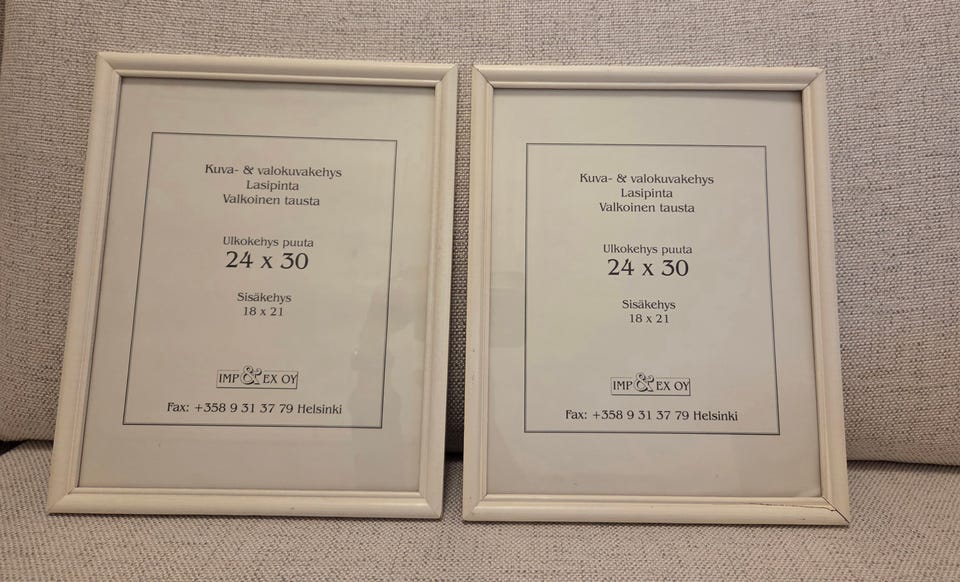 Kuva- & valokuvakehys
Lasipinta
Valkoinen tausta
Ulkokehys puuta
24 x 30
Sisäkehys
18 x 21
IMP & EX OY
Fax: +358 9 31 37 79 Helsinki
Kuva- & valokuvakehys
Lasipinta
Valkoinen tausta
Ulkokehys puuta
24 x 30
Sisäkehys
18 x 21
IMP & EX OY
Fax: +358 9 31 37 79 Helsinki